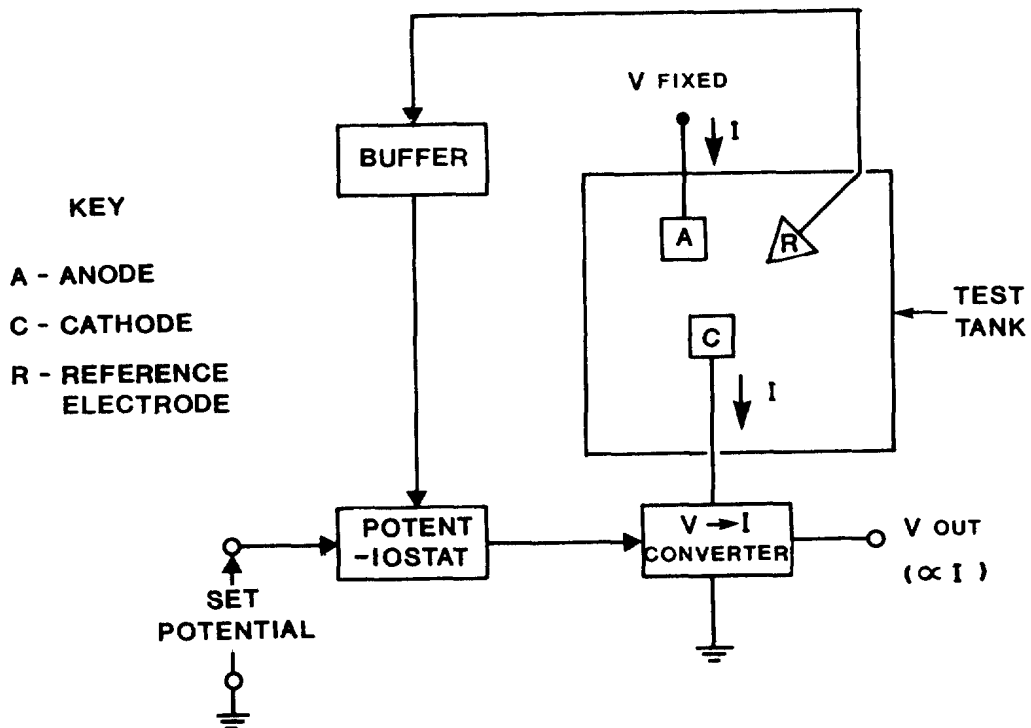 V FIXED
I
BUFFER
KEY
A - ANODE
C - CATHODE
R - REFERENCE
ELECTRODE
A
R
C
I
TEST
TANK
POTENT
-IOSTAT
V → I
CONVERTER
V OUT
(∝ I)
SET
POTENTIAL